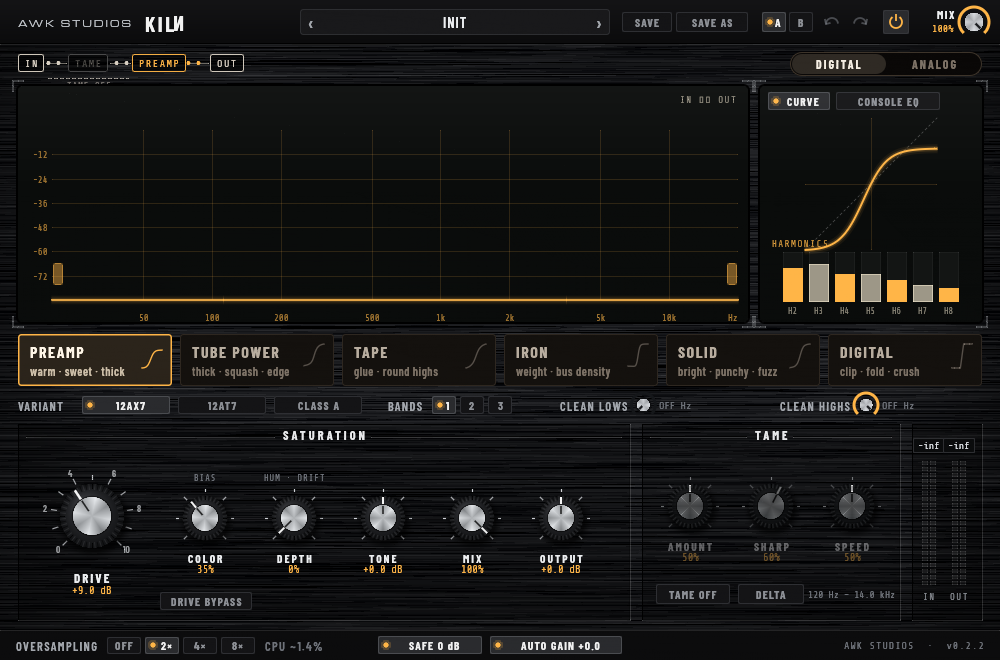 AWK STUDIOS KILN
‹ INIT ›
SAVE SAVE AS
A B
MIX
100%
IN TAME PREAMP OUT
DIGITAL ANALOG
IN OUT
CURVE CONSOLE EQ
-12
-24
-36
-48
-60
-72
50 100 200 500 1k 2k 5k 10k Hz
HARMONICS
H2 H3 H4 H5 H6 H7 H8
PREAMP
warm · sweet · thick
TUBE POWER
thick · squash · edge
TAPE
glue · round highs
IRON
weight · bus density
SOLID
bright · punchy · fuzz
DIGITAL
clip · fold · crush
VARIANT 12AX7 12AT7 CLASS A BANDS 1 2 3 CLEAN LOWS OFF Hz CLEAN HIGHS OFF Hz
SATURATION
0 2 4 6 8 10
DRIVE
+9.0 dB
BIAS
COLOR
35%
HUM · DRIFT
DEPTH
0%
TONE
+0.0 dB
MIX
100%
OUTPUT
+0.0 dB
DRIVE BYPASS
TAME
AMOUNT
50%
SHARP
60%
SPEED
50%
TAME OFF DELTA 120 Hz – 14.0 kHz
-inf -inf
IN OUT
OVERSAMPLING OFF 2× 4× 8× CPU ~1.4% SAFE 0 dB AUTO GAIN +0.0 AWK STUDIOS · v0.2.2